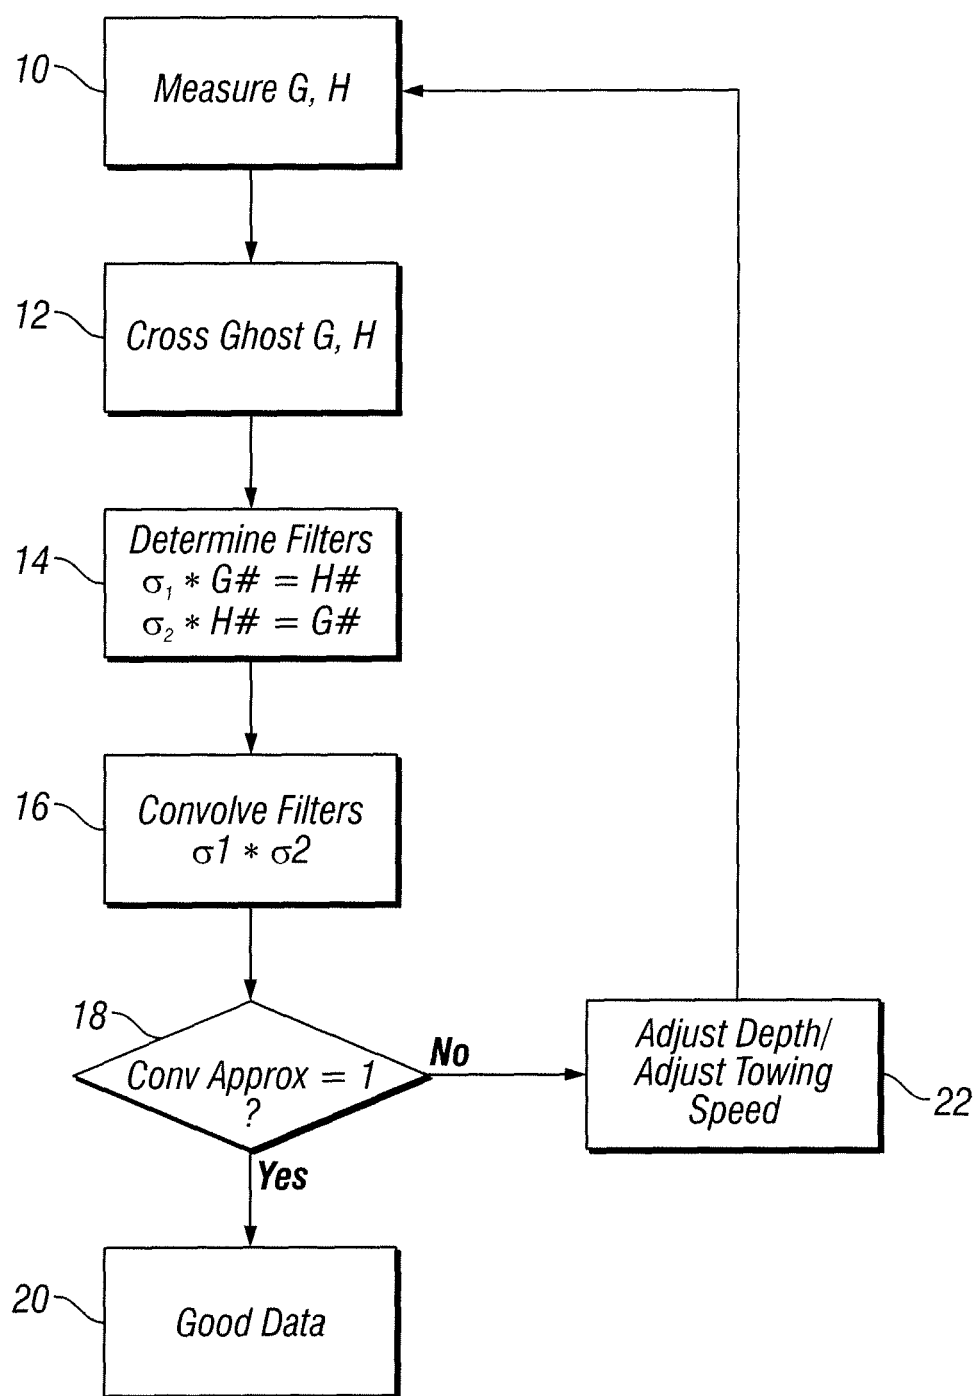 10
Measure G, H
12
Cross Ghost G, H
14
Determine Filters
σ₁ * G# = H#
σ₂ * H# = G#
16
Convolve Filters
σ1 * σ2
18
Conv Approx = 1
?
No
Adjust Depth/
Adjust Towing
Speed
22
Yes
20
Good Data